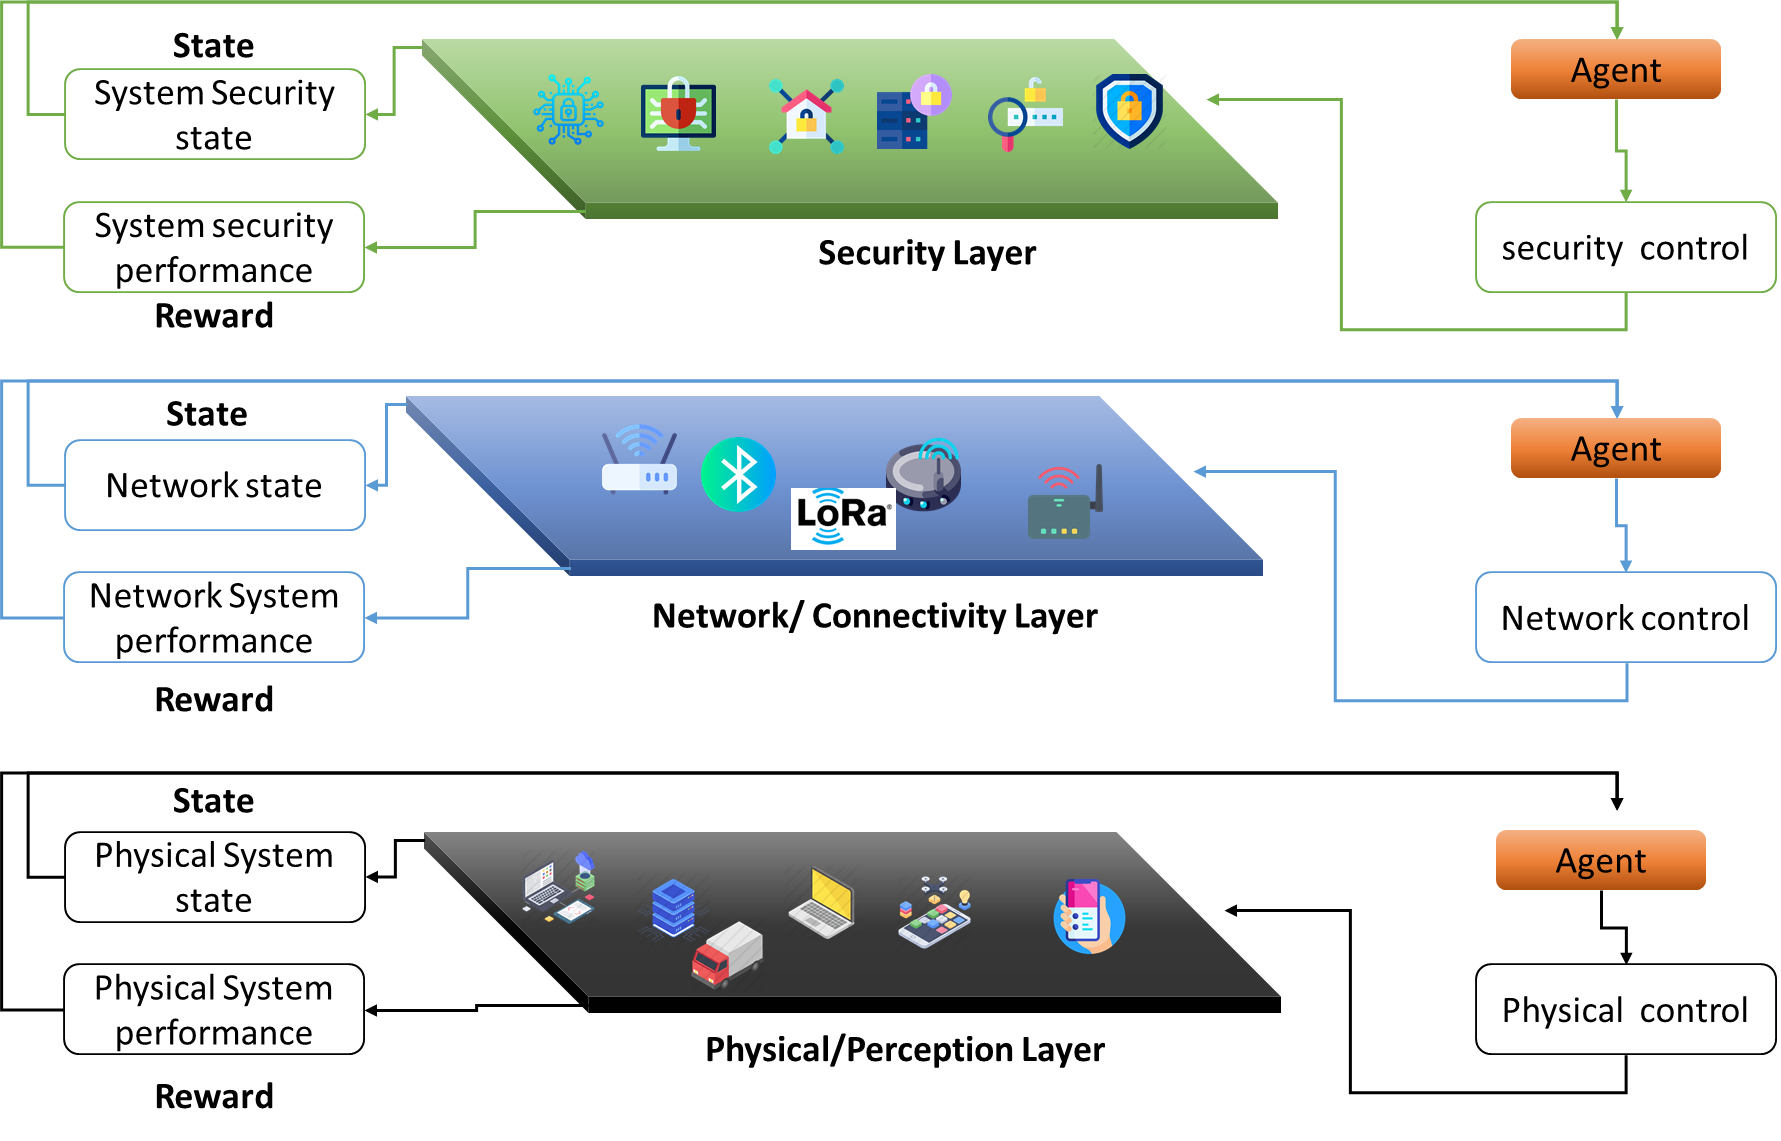 State
System Security
state
System security
performance
Reward
Security Layer
Agent
security control
State
Network state
Network System
performance
Reward
LoRa®
Network/ Connectivity Layer
Agent
Network control
State
Physical System
state
Physical System
performance
Reward
Physical/Perception Layer
Agent
Physical control